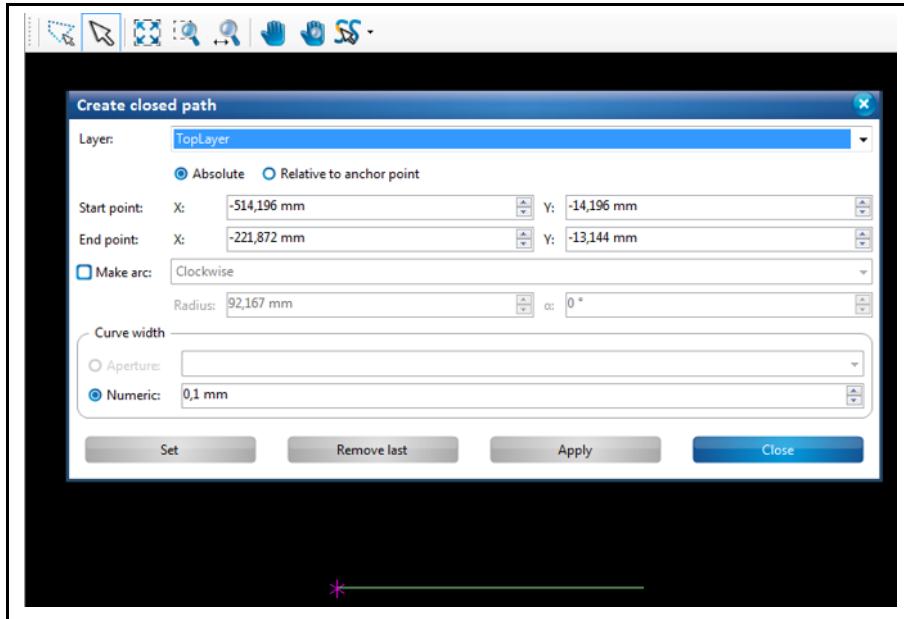 Create closed path
Layer: TopLayer
Absolute Relative to anchor point
Start point: X: -514,196 mm Y: -14,196 mm
End point: X: -221,872 mm Y: -13,144 mm
Make arc: Clockwise
Radius: 92,167 mm α: 0 °
Curve width
Aperture:
Numeric: 0,1 mm
Set Remove last Apply Close